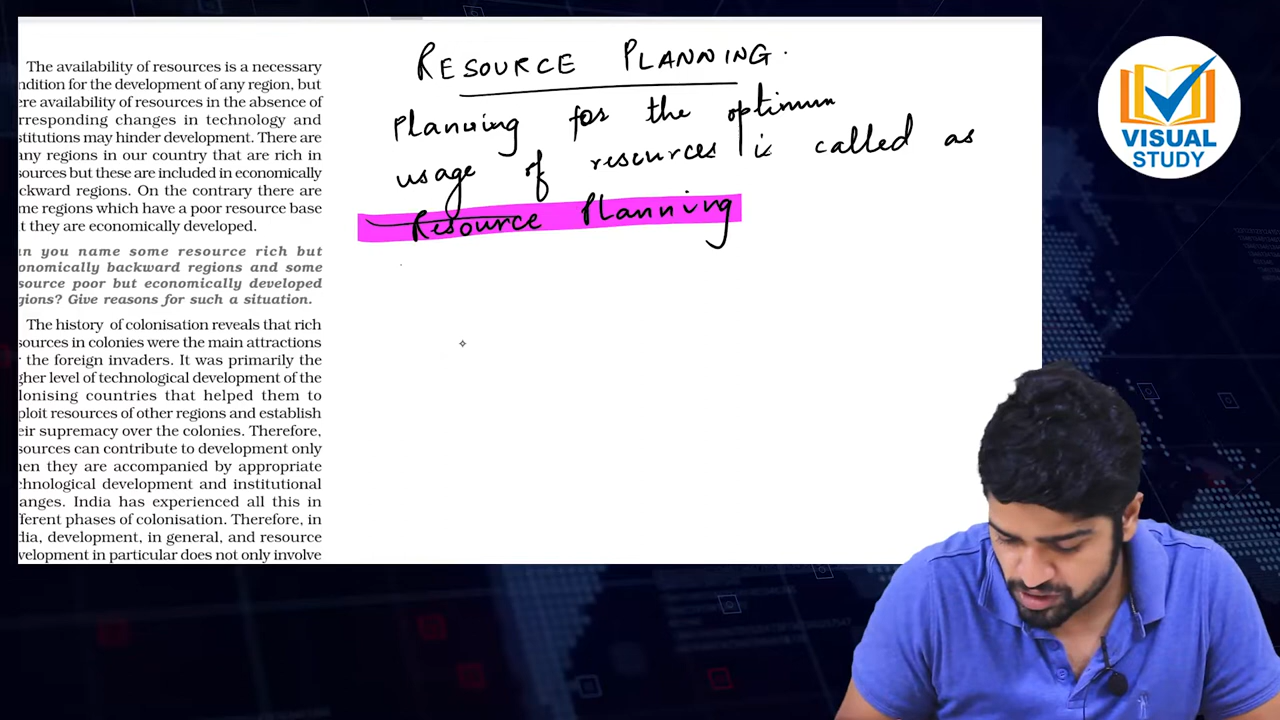 The availability of resources is a necessary
ndition for the development of any region, but
ere availability of resources in the absence of
rresponding changes in technology and
stitutions may hinder development. There are
any regions in our country that are rich in
sources but these are included in economically
ckward regions. On the contrary there are
me regions which have a poor resource base
t they are economically developed.
n you name some resource rich but
onomically backward regions and some
source poor but economically developed
gions? Give reasons for such a situation.
The history of colonisation reveals that rich
sources in colonies were the main attractions
r the foreign invaders. It was primarily the
gher level of technological development of the
lonising countries that helped them to
ploit resources of other regions and establish
eir supremacy over the colonies. Therefore,
sources can contribute to development only
en they are accompanied by appropriate
chnological development and institutional
anges. India has experienced all this in
fferent phases of colonisation. Therefore, in
dia, development, in general, and resource
velopment in particular does not only involve
RESOURCE PLANNING.
Planning for the optimum
usage of resources is called as
Resource Planning
VISUAL
STUDY